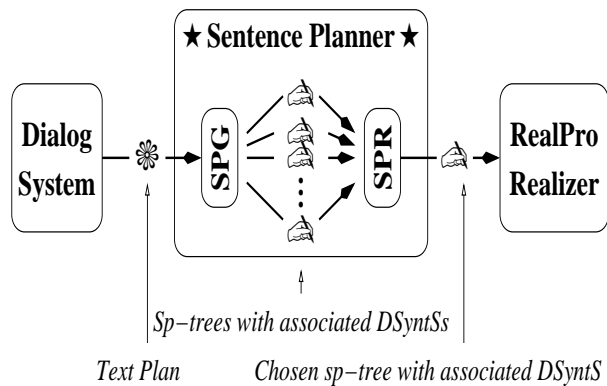 ★ Sentence Planner ★
Dialog
System
SPG
SPR
RealPro
Realizer
Sp−trees with associated DSyntSs
Text Plan
Chosen sp−tree with associated DSyntS